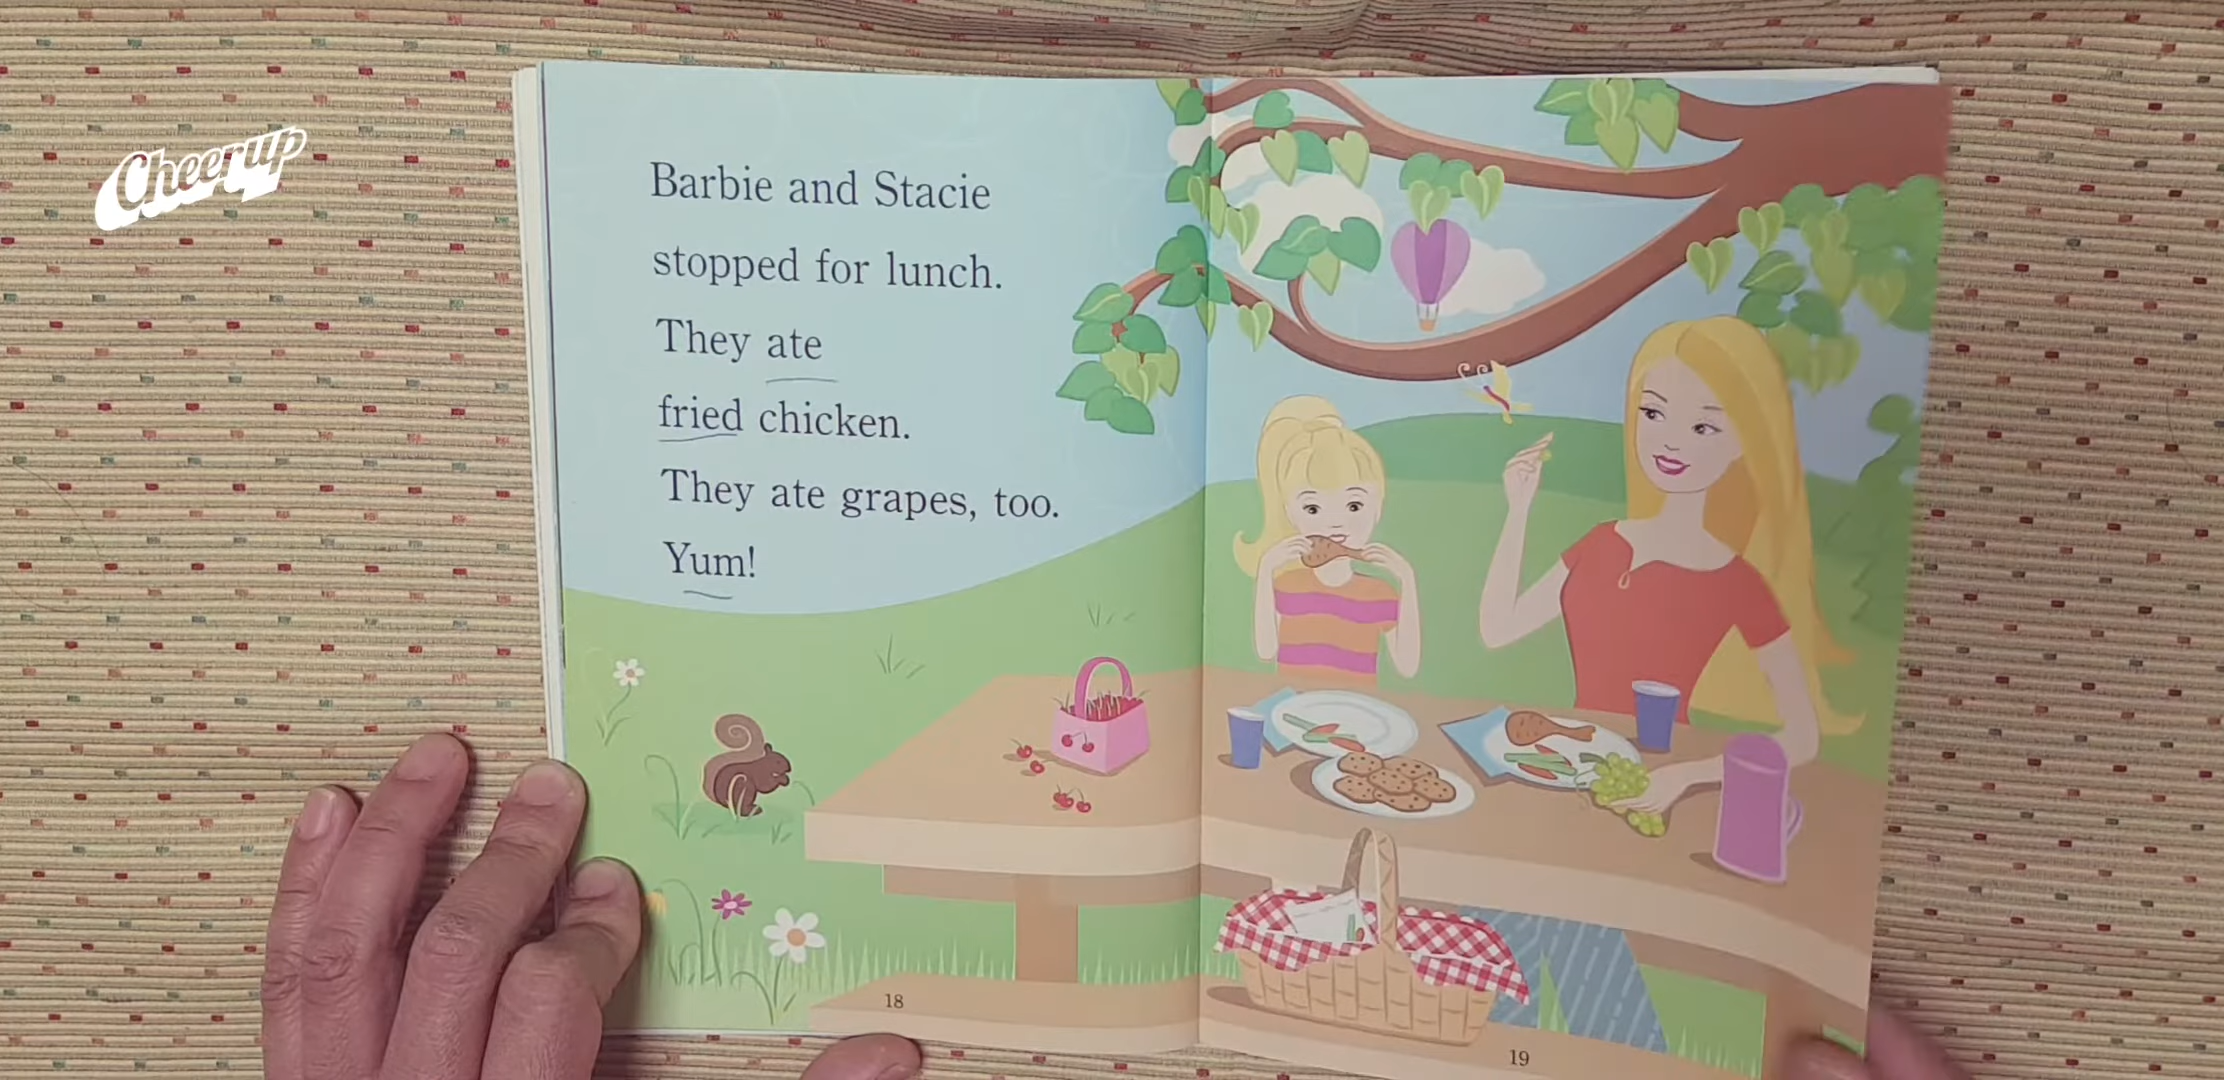 Cheerup
Barbie and Stacie
stopped for lunch.
They ate
fried chicken.
They ate grapes, too.
Yum!
18
19